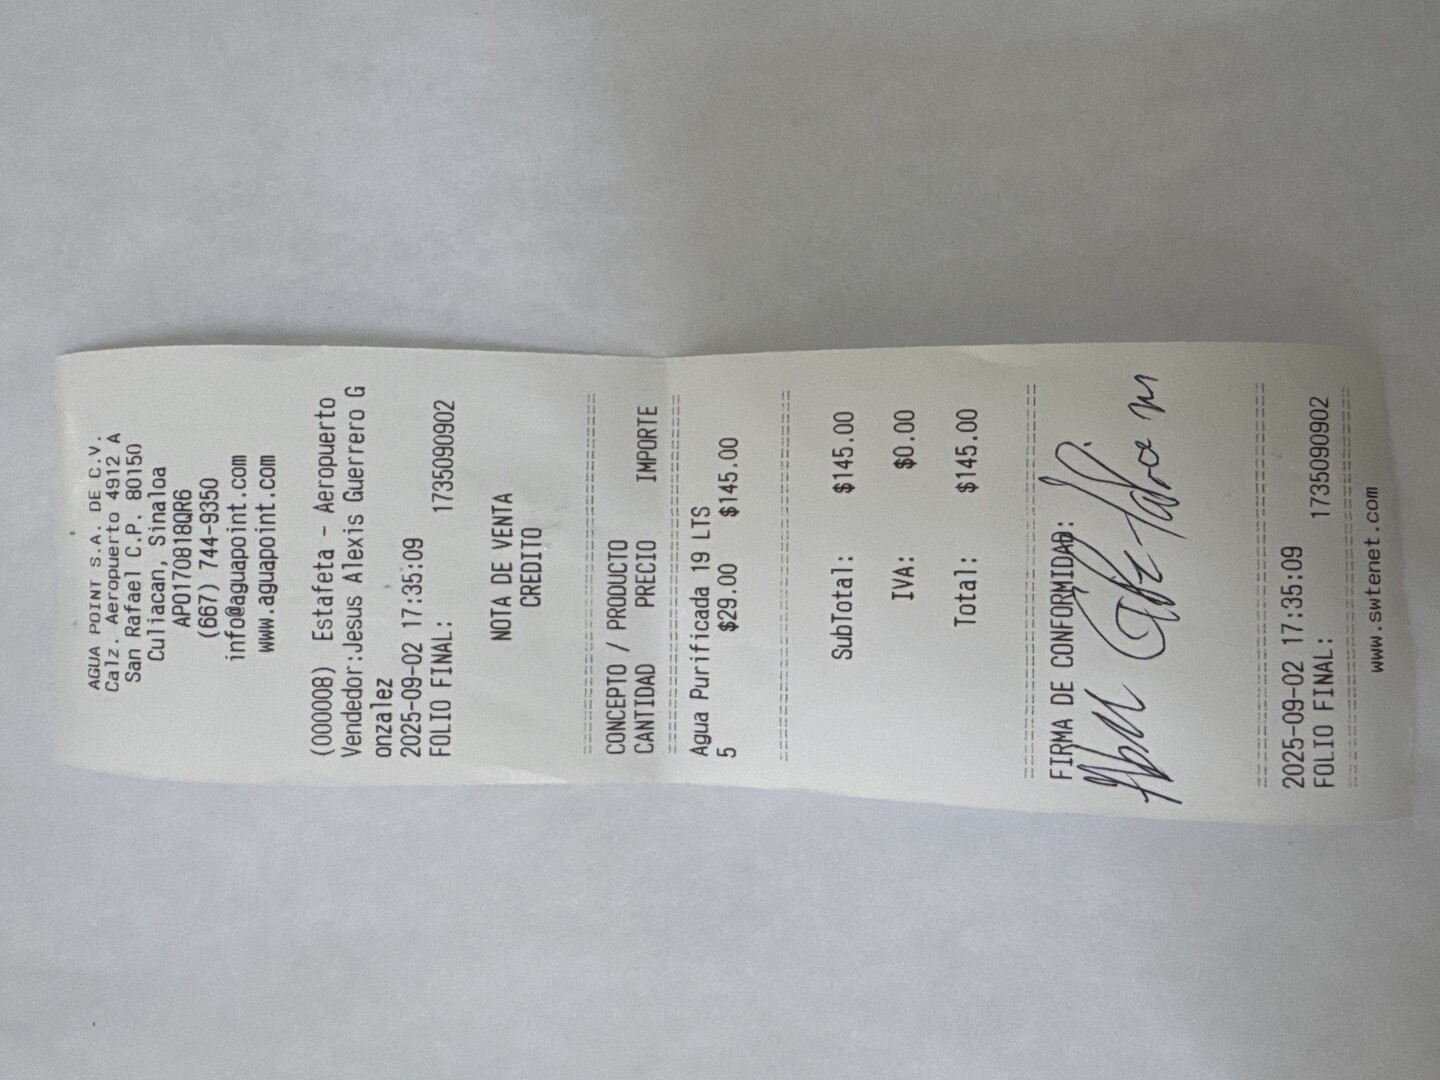 AGUA POINT S.A. DE C.V.
Calz. Aeropuerto 4912 A
San Rafael C.P. 80150
Culiacan, Sinaloa
APO170818QR6
(667) 744-9350
info@aguapoint.com
www.aguapoint.com
(000008) Estafeta - Aeropuerto
Vendedor:Jesus Alexis Guerrero G
onzalez
2025-09-02 17:35:09
FOLIO FINAL: 1735090902
NOTA DE VENTA
CREDITO
================================
CONCEPTO / PRODUCTO
CANTIDAD PRECIO IMPORTE
================================
Agua Purificada 19 LTS
5 $29.00 $145.00
================================
SubTotal: $145.00
IVA: $0.00
Total: $145.00
================================
FIRMA DE CONFORMIDAD:
================================
2025-09-02 17:35:09
FOLIO FINAL: 1735090902
================================
www.swtenet.com